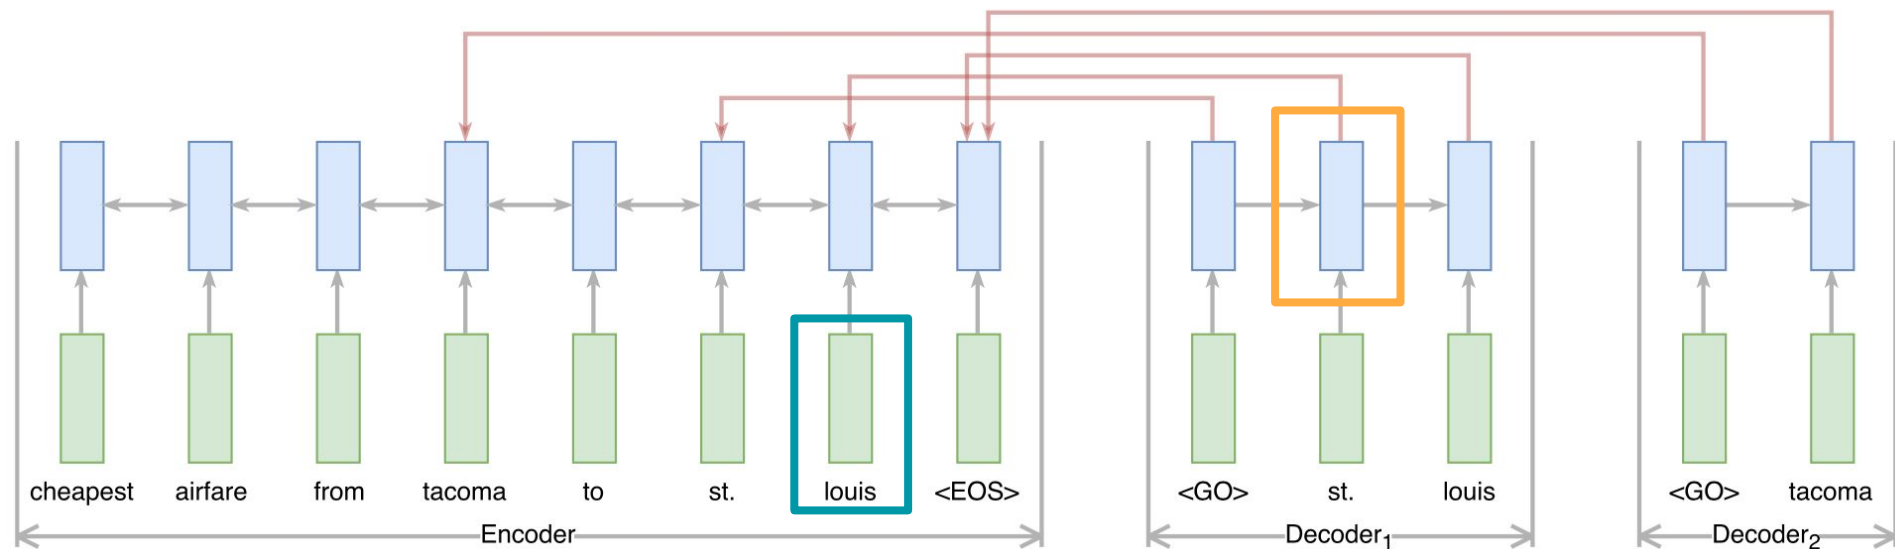 cheapest airfare from tacoma to st. louis <EOS> <GO> st. louis <GO> tacoma
Encoder Decoder1 Decoder2